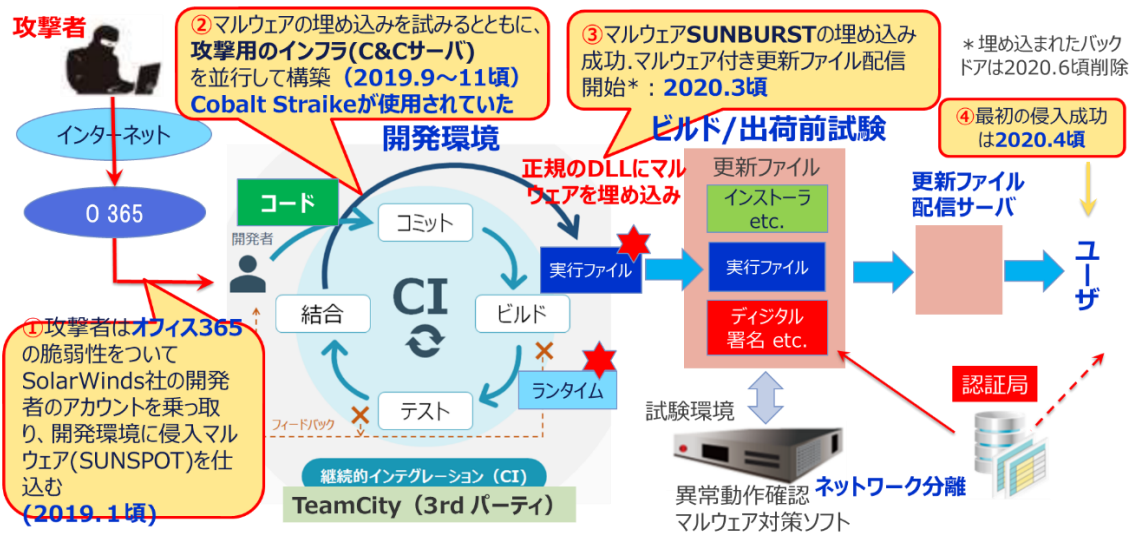 攻撃者
インターネット
O 365
②マルウェアの埋め込みを試みるとともに、
攻撃用のインフラ(C&Cサーバ)
を並行して構築（2019.9～11頃）
Cobalt Straikeが使用されていた
③マルウェアSUNBURSTの埋め込み
成功、マルウェア付き更新ファイル配信
開始*：2020.3頃
＊埋め込まれたバック
ドアは2020.6頃削除
④最初の侵入成功
は2020.4頃
開発環境
ビルド/出荷前試験
正規のDLLにマル
ウェアを埋め込み
コード
開発者
コミット
CI
結合
ビルド
テスト
ランタイム
フィードバック
継続的インテグレーション（CI）
TeamCity（3rd パーティ）
実行ファイル
更新ファイル
インストーラ
etc.
実行ファイル
ディジタル
署名 etc.
更新ファイル
配信サーバ
ユーザ
①攻撃者はオフィス365
の脆弱性をついて
SolarWinds社の開発
者のアカウントを乗っ取
り、開発環境に侵入マル
ウェア(SUNSPOT)を仕
込む
(2019.1頃)
試験環境
異常動作確認
マルウェア対策ソフト
ネットワーク分離
認証局